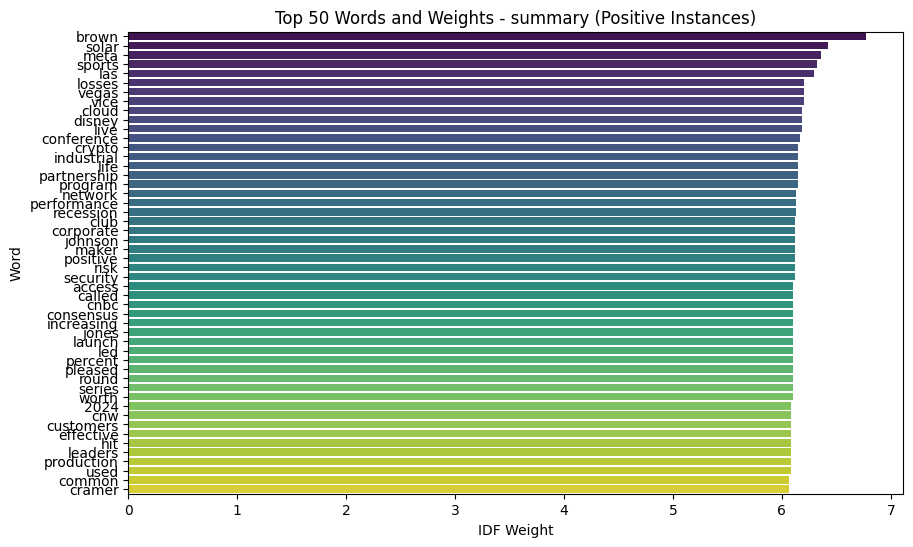 Top 50 Words and Weights - summary (Positive Instances)
brown
solar
meta
sports
las
losses
vegas
vice
cloud
disney
live
conference
crypto
industrial
life
partnership
program
network
performance
recession
club
corporate
johnson
maker
positive
risk
security
access
called
cnbc
consensus
increasing
jones
launch
led
percent
pleased
round
series
worth
2024
cnw
customers
effective
hit
leaders
production
used
common
cramer
Word
0 1 2 3 4 5 6 7
IDF Weight